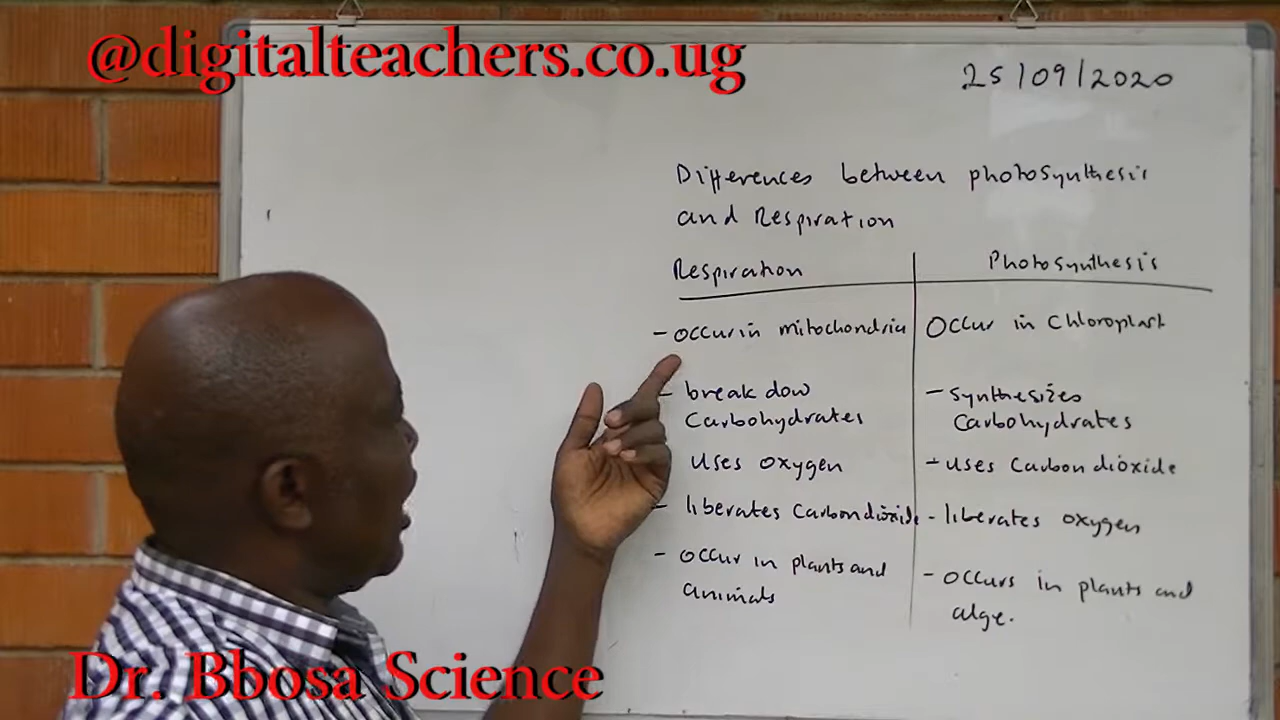 @digitalteachers.co.ug
25/09/2020
Differences between photosynthesis
and Respiration
Respiration
Photosynthesis
- occur in mitochondria
Occur in Chloroplast
- break dow
Carbohydrates
- synthesizes
Carbohydrates
uses oxygen
- uses Carbon dioxide
- liberates Carbondioxide
- liberates oxygen
- occur in plants and
animals
- occurs in plants and
alge.
Dr. Bbosa Science